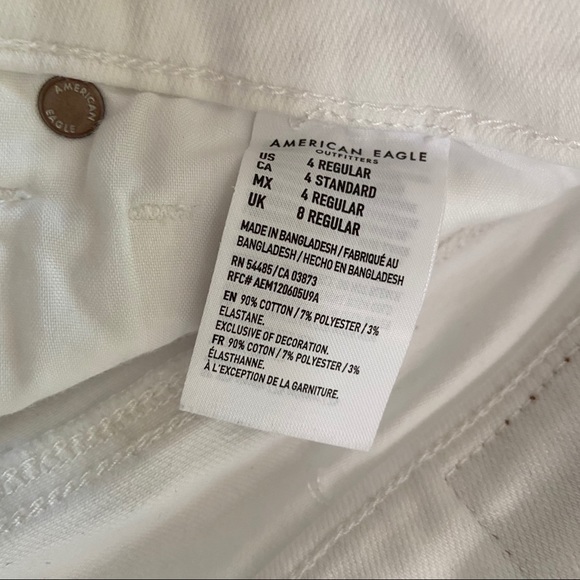 AMERICAN
EAGLE
AMERICAN EAGLE
OUTFITTERS
US 4 REGULAR
CA 4 STANDARD
MX 4 REGULAR
UK 8 REGULAR
MADE IN BANGLADESH / FABRIQUÉ AU
BANGLADESH / HECHO EN BANGLADESH
RN 54485 / CA 03873
RFC# AEM120605U9A
EN 90% COTTON / 7% POLYESTER / 3%
ELASTANE.
EXCLUSIVE OF DECORATION.
FR 90% COTON / 7% POLYESTER / 3%
ÉLASTHANNE.
À L'EXCEPTION DE LA GARNITURE.